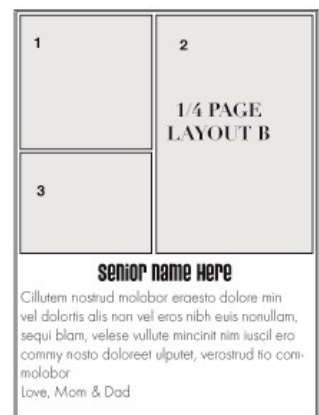 1
2
1/4 PAGE
LAYOUT B
3
Senior Name Here
Cillutem nostrud molobor eraesto dolore min
vel dolortis alis non vel eros nibh euis nonullam,
sequi blam, velese vullute mincinit nim iuscil ero
commy nosto doloreet ulputet, verostrud tio com-
molobor
Love, Mom & Dad